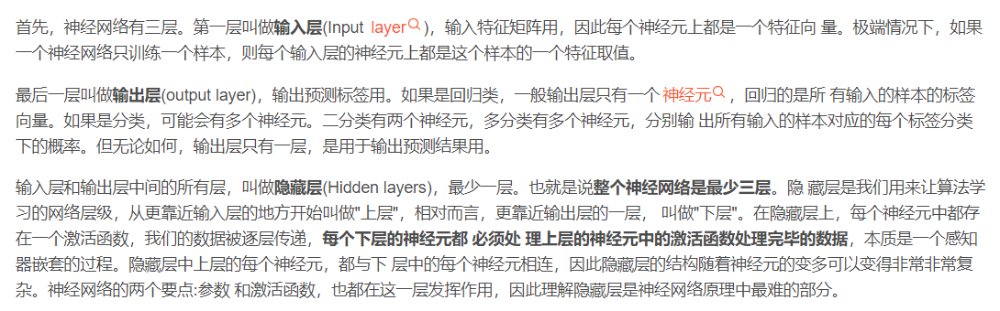 首先，神经网络有三层。第一层叫做输入层(Input layer)，输入特征矩阵用，因此每个神经元上都是一个特征向 量。极端情况下，如果
一个神经网络只训练一个样本，则每个输入层的神经元上都是这个样本的一个特征取值。
最后一层叫做输出层(output layer)，输出预测标签用。如果是回归类，一般输出层只有一个神经元，回归的是所 有输入的样本的标签
向量。如果是分类，可能会有多个神经元。二分类有两个神经元，多分类有多个神经元，分别输 出所有输入的样本对应的每个标签分类
下的概率。但无论如何，输出层只有一层，是用于输出预测结果用。
输入层和输出层中间的所有层，叫做隐藏层(Hidden layers)，最少一层。也就是说整个神经网络是最少三层。隐 藏层是我们用来让算法学
习的网络层级，从更靠近输入层的地方开始叫做"上层"，相对而言，更靠近输出层的一层， 叫做"下层"。在隐藏层上，每个神经元中都存
在一个激活函数，我们的数据被逐层传递，每个下层的神经元都 必须处 理上层的神经元中的激活函数处理完毕的数据，本质是一个感知
器嵌套的过程。隐藏层中上层的每个神经元，都与下 层中的每个神经元相连，因此隐藏层的结构随着神经元的变多可以变得非常非常复
杂。神经网络的两个要点:参数 和激活函数，也都在这一层发挥作用，因此理解隐藏层是神经网络原理中最难的部分。